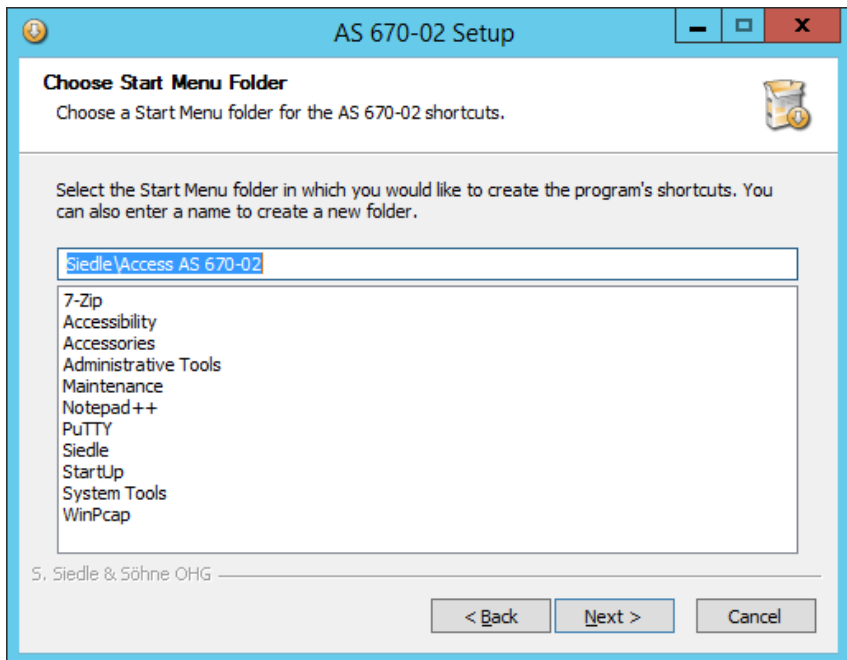 AS 670-02 Setup
Choose Start Menu Folder
Choose a Start Menu folder for the AS 670-02 shortcuts.
Select the Start Menu folder in which you would like to create the program's shortcuts. You
can also enter a name to create a new folder.
Siedle\Access AS 670-02
7-Zip
Accessibility
Accessories
Administrative Tools
Maintenance
Notepad++
PuTTY
Siedle
StartUp
System Tools
WinPcap
S. Siedle & Söhne OHG
< Back Next > Cancel